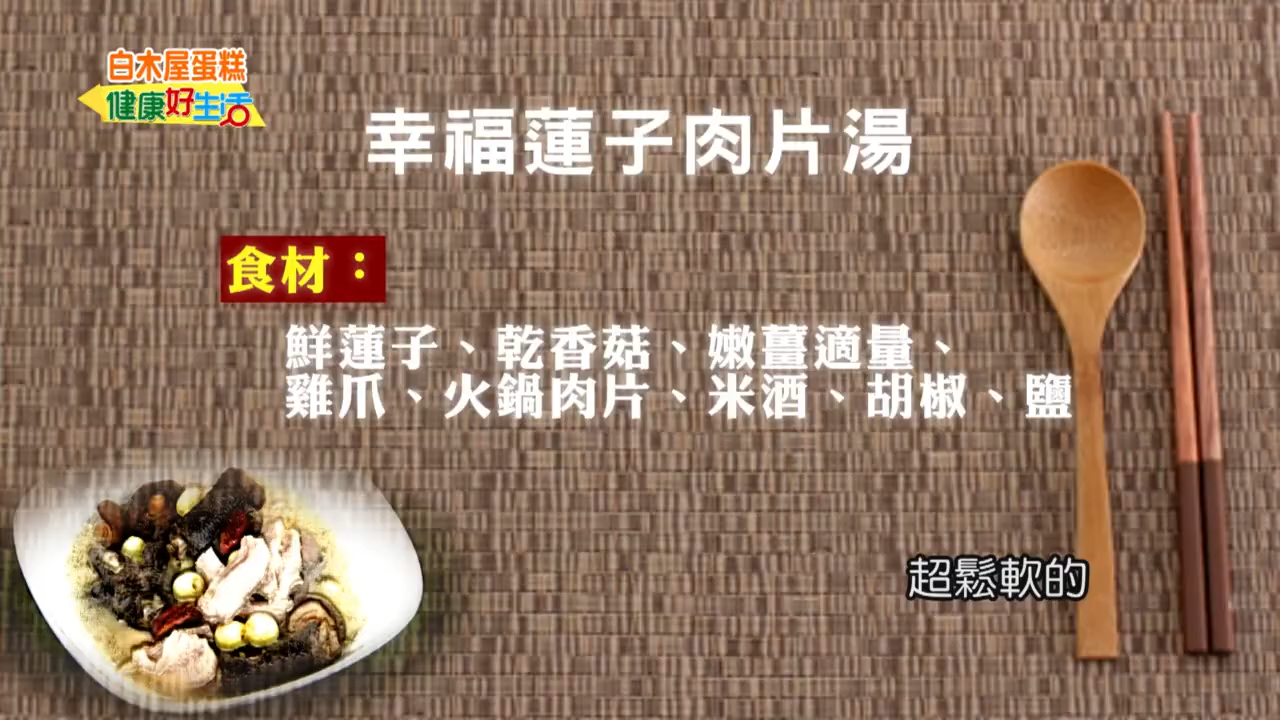 白木屋蛋糕
健康好生活
幸福蓮子肉片湯
食材：
鮮蓮子、乾香菇、嫩薑適量、
雞爪、火鍋肉片、米酒、胡椒、鹽
超鬆軟的